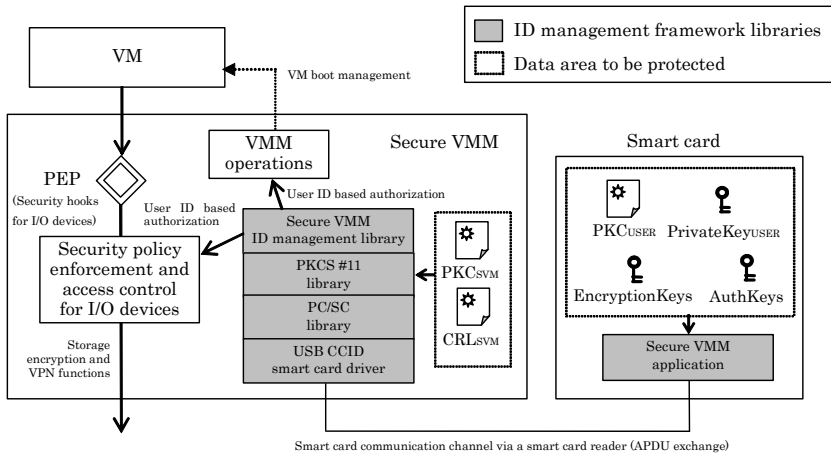 VM
ID management framework libraries
Data area to be protected
VM boot management
Secure VMM
VMM
operations
PEP
(Security hooks
for I/O devices)
User ID based
authorization
User ID based authorization
Security policy
enforcement and
access control
for I/O devices
Secure VMM
ID management library
PKCS #11
library
PC/SC
library
USB CCID
smart card driver
PKCSVM
CRLSVM
Storage
encryption and
VPN functions
Smart card
PKCUSER
PrivateKeyUSER
EncryptionKeys
AuthKeys
Secure VMM
application
Smart card communication channel via a smart card reader (APDU exchange)